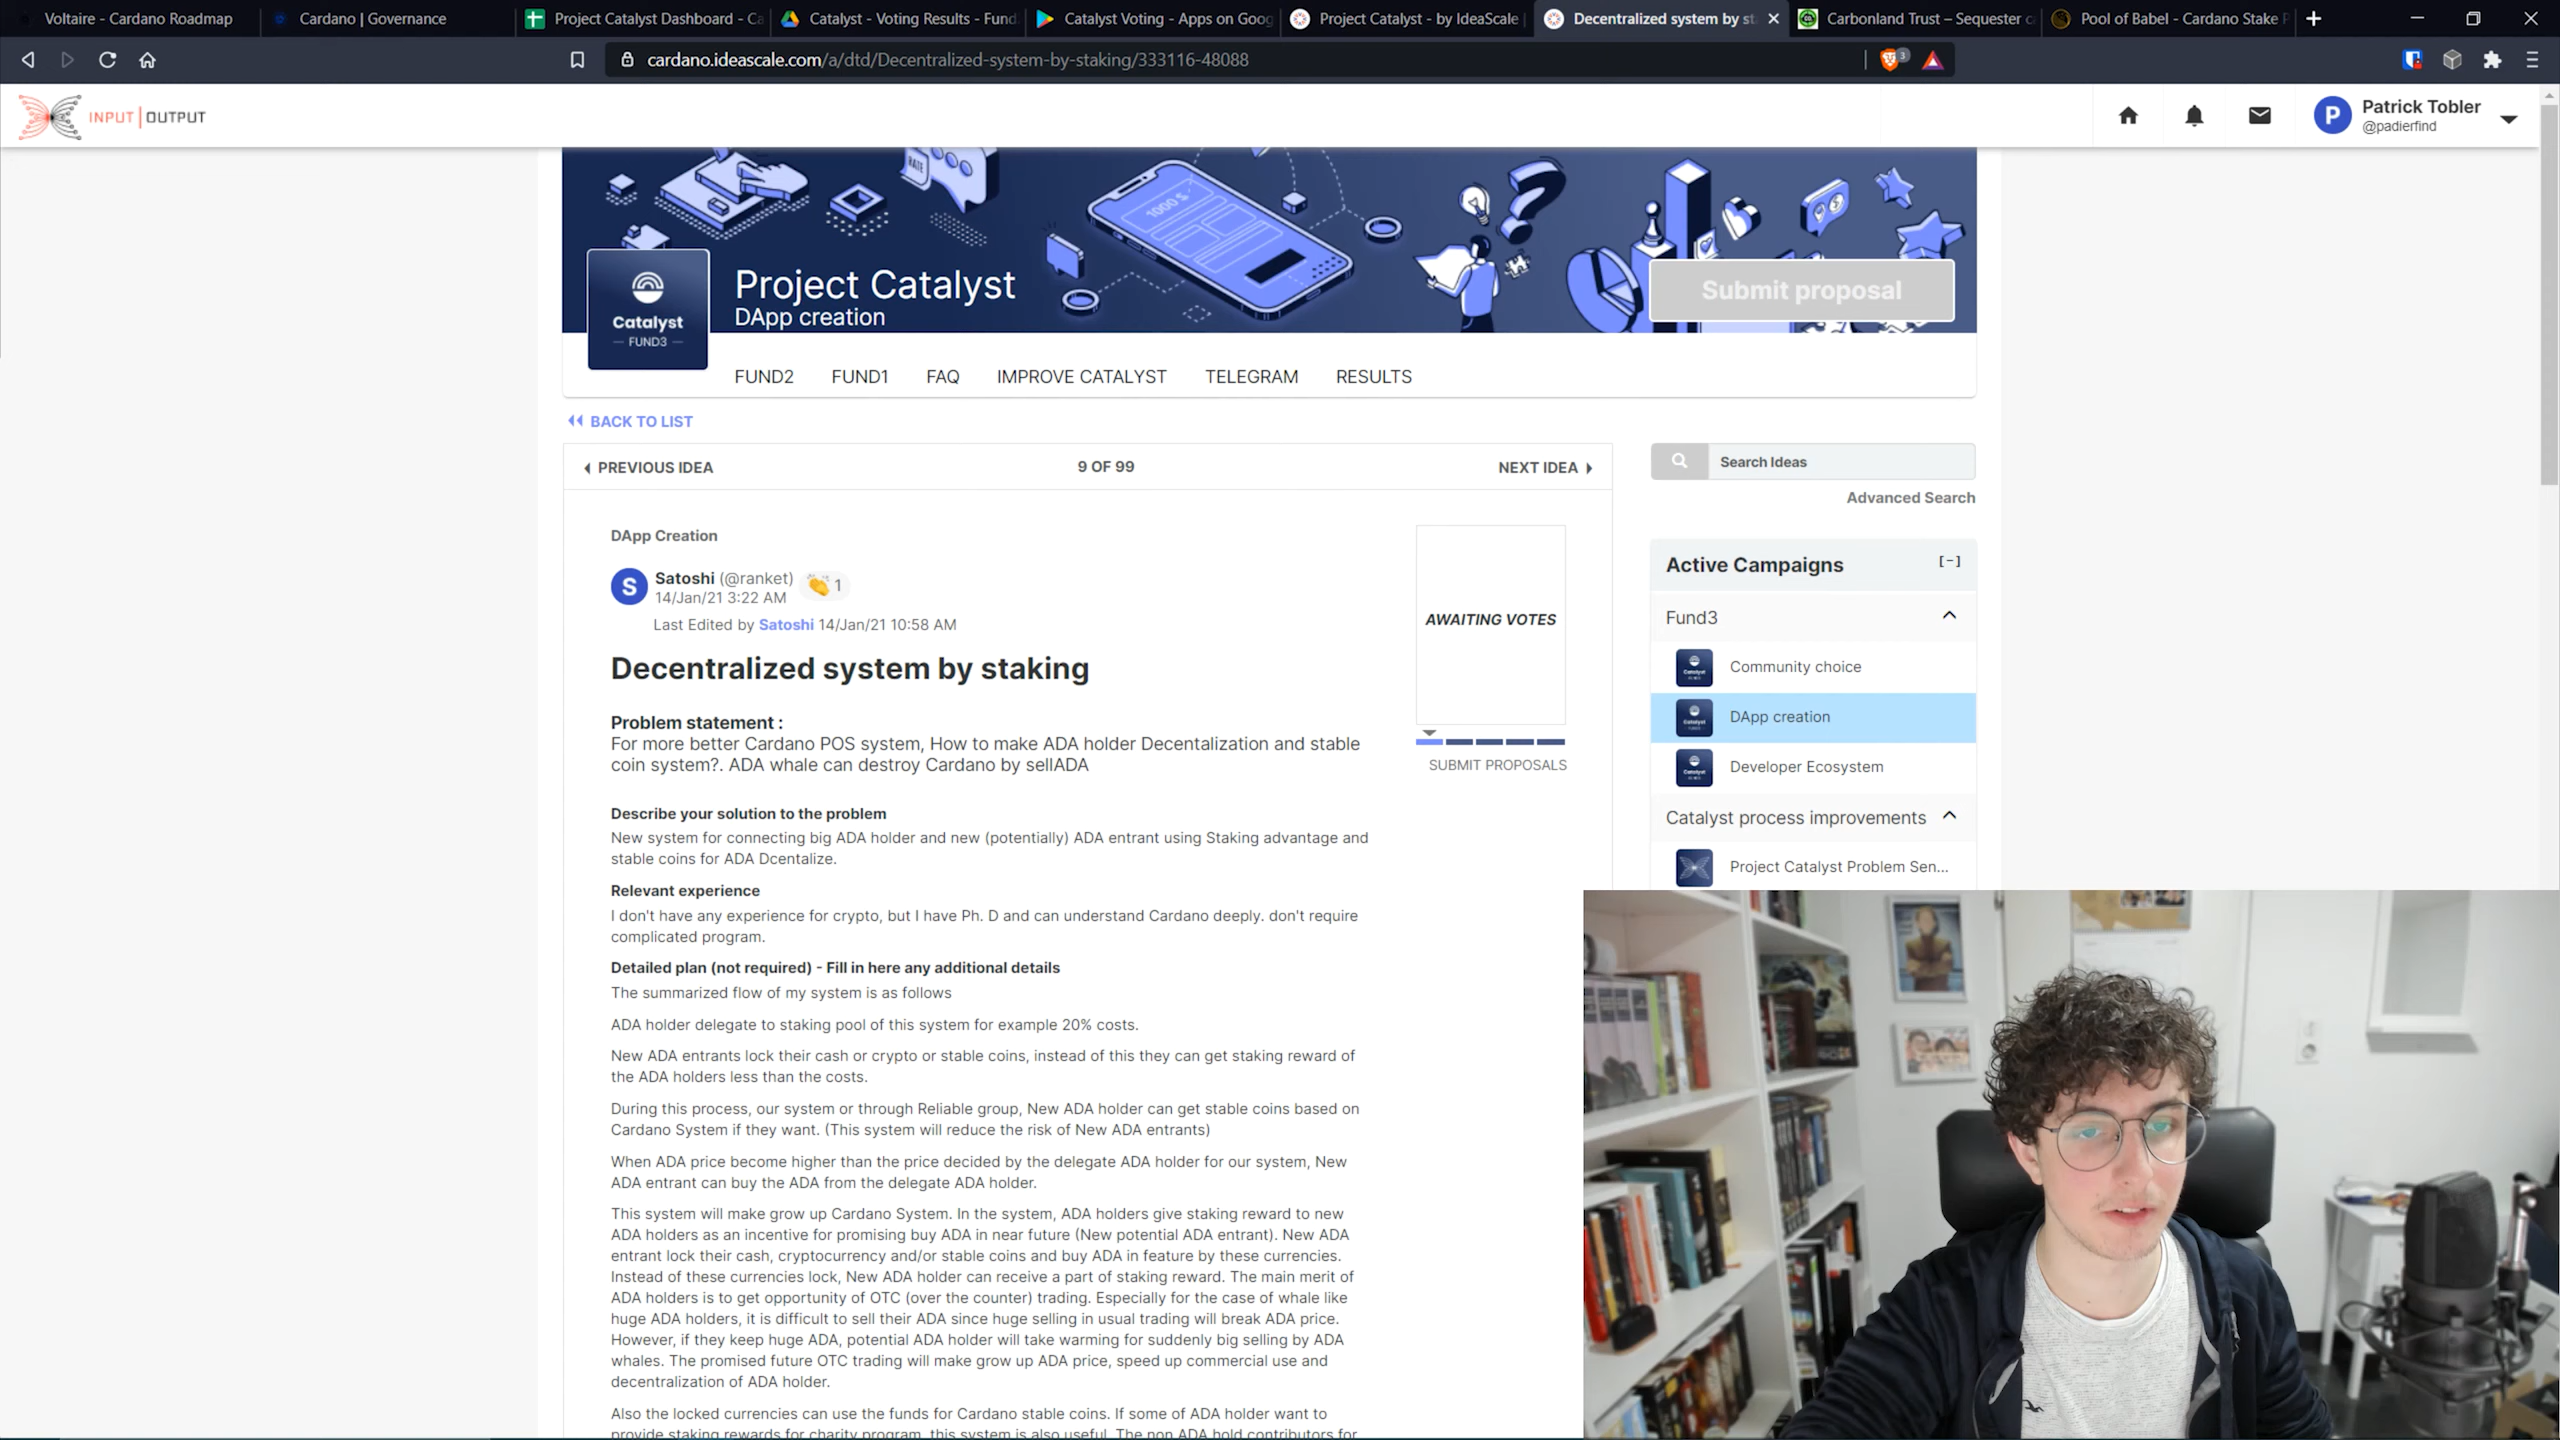 Voltaire - Cardano Roadmap
Cardano | Governance
Project Catalyst Dashboard - Ca
Catalyst - Voting Results - Fund
Catalyst Voting - Apps on Goog
Project Catalyst - by IdeaScale
Decentralized system by st
Carbonland Trust – Sequester c
Pool of Babel - Cardano Stake P
cardano.ideascale.com/a/dtd/Decentralized-system-by-staking/333116-48088
3
INPUT | OUTPUT
P
Patrick Tobler
@padierfind
RATE
1000 $
Submit proposal
Project Catalyst
DApp creation
Catalyst
— FUND3 —
FUND2
FUND1
FAQ
IMPROVE CATALYST
TELEGRAM
RESULTS
BACK TO LIST
PREVIOUS IDEA
9 OF 99
NEXT IDEA
Search Ideas
Advanced Search
DApp Creation
S
Satoshi (@ranket)
1
14/Jan/21 3:22 AM
Last Edited by Satoshi 14/Jan/21 10:58 AM
AWAITING VOTES
SUBMIT PROPOSALS
Decentralized system by staking
Problem statement :
For more better Cardano POS system, How to make ADA holder Decentalization and stable
coin system?. ADA whale can destroy Cardano by sellADA
Describe your solution to the problem
New system for connecting big ADA holder and new (potentially) ADA entrant using Staking advantage and
stable coins for ADA Dcentalize.
Relevant experience
I don't have any experience for crypto, but I have Ph. D and can understand Cardano deeply. don't require
complicated program.
Detailed plan (not required) - Fill in here any additional details
The summarized flow of my system is as follows
ADA holder delegate to staking pool of this system for example 20% costs.
New ADA entrants lock their cash or crypto or stable coins, instead of this they can get staking reward of
the ADA holders less than the costs.
During this process, our system or through Reliable group, New ADA holder can get stable coins based on
Cardano System if they want. (This system will reduce the risk of New ADA entrants)
When ADA price become higher than the price decided by the delegate ADA holder for our system, New
ADA entrant can buy the ADA from the delegate ADA holder.
This system will make grow up Cardano System. In the system, ADA holders give staking reward to new
ADA holders as an incentive for promising buy ADA in near future (New potential ADA entrant). New ADA
entrant lock their cash, cryptocurrency and/or stable coins and buy ADA in feature by these currencies.
Instead of these currencies lock, New ADA holder can receive a part of staking reward. The main merit of
ADA holders is to get opportunity of OTC (over the counter) trading. Especially for the case of whale like
huge ADA holders, it is difficult to sell their ADA since huge selling in usual trading will break ADA price.
However, if they keep huge ADA, potential ADA holder will take warming for suddenly big selling by ADA
whales. The promised future OTC trading will make grow up ADA price, speed up commercial use and
decentralization of ADA holder.
Also the locked currencies can use the funds for Cardano stable coins. If some of ADA holder want to
provide staking rewards for charity program, this system is also useful. The non ADA hold contributors for
Active Campaigns
[-]
Fund3
Community choice
DApp creation
Developer Ecosystem
Catalyst process improvements
Project Catalyst Problem Sen...